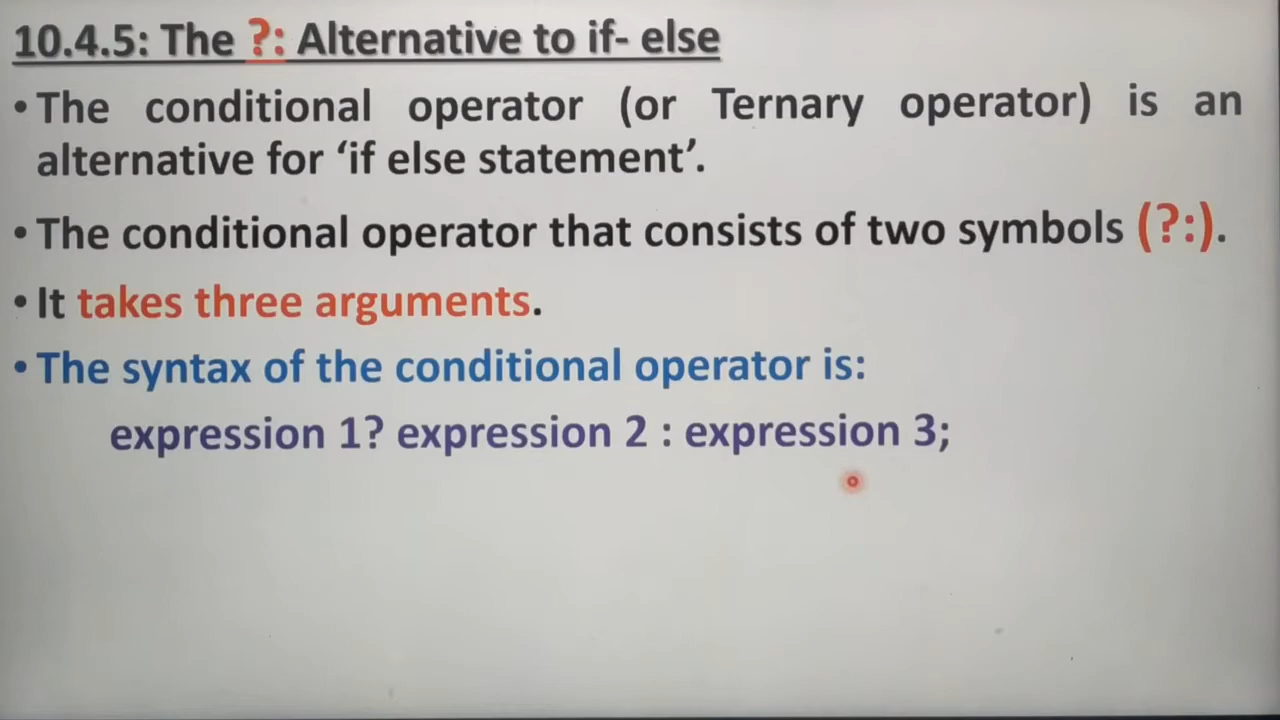 10.4.5: The ?: Alternative to if- else
• The conditional operator (or Ternary operator) is an
alternative for ‘if else statement’.
• The conditional operator that consists of two symbols (?:).
• It takes three arguments.
• The syntax of the conditional operator is:
expression 1? expression 2 : expression 3;